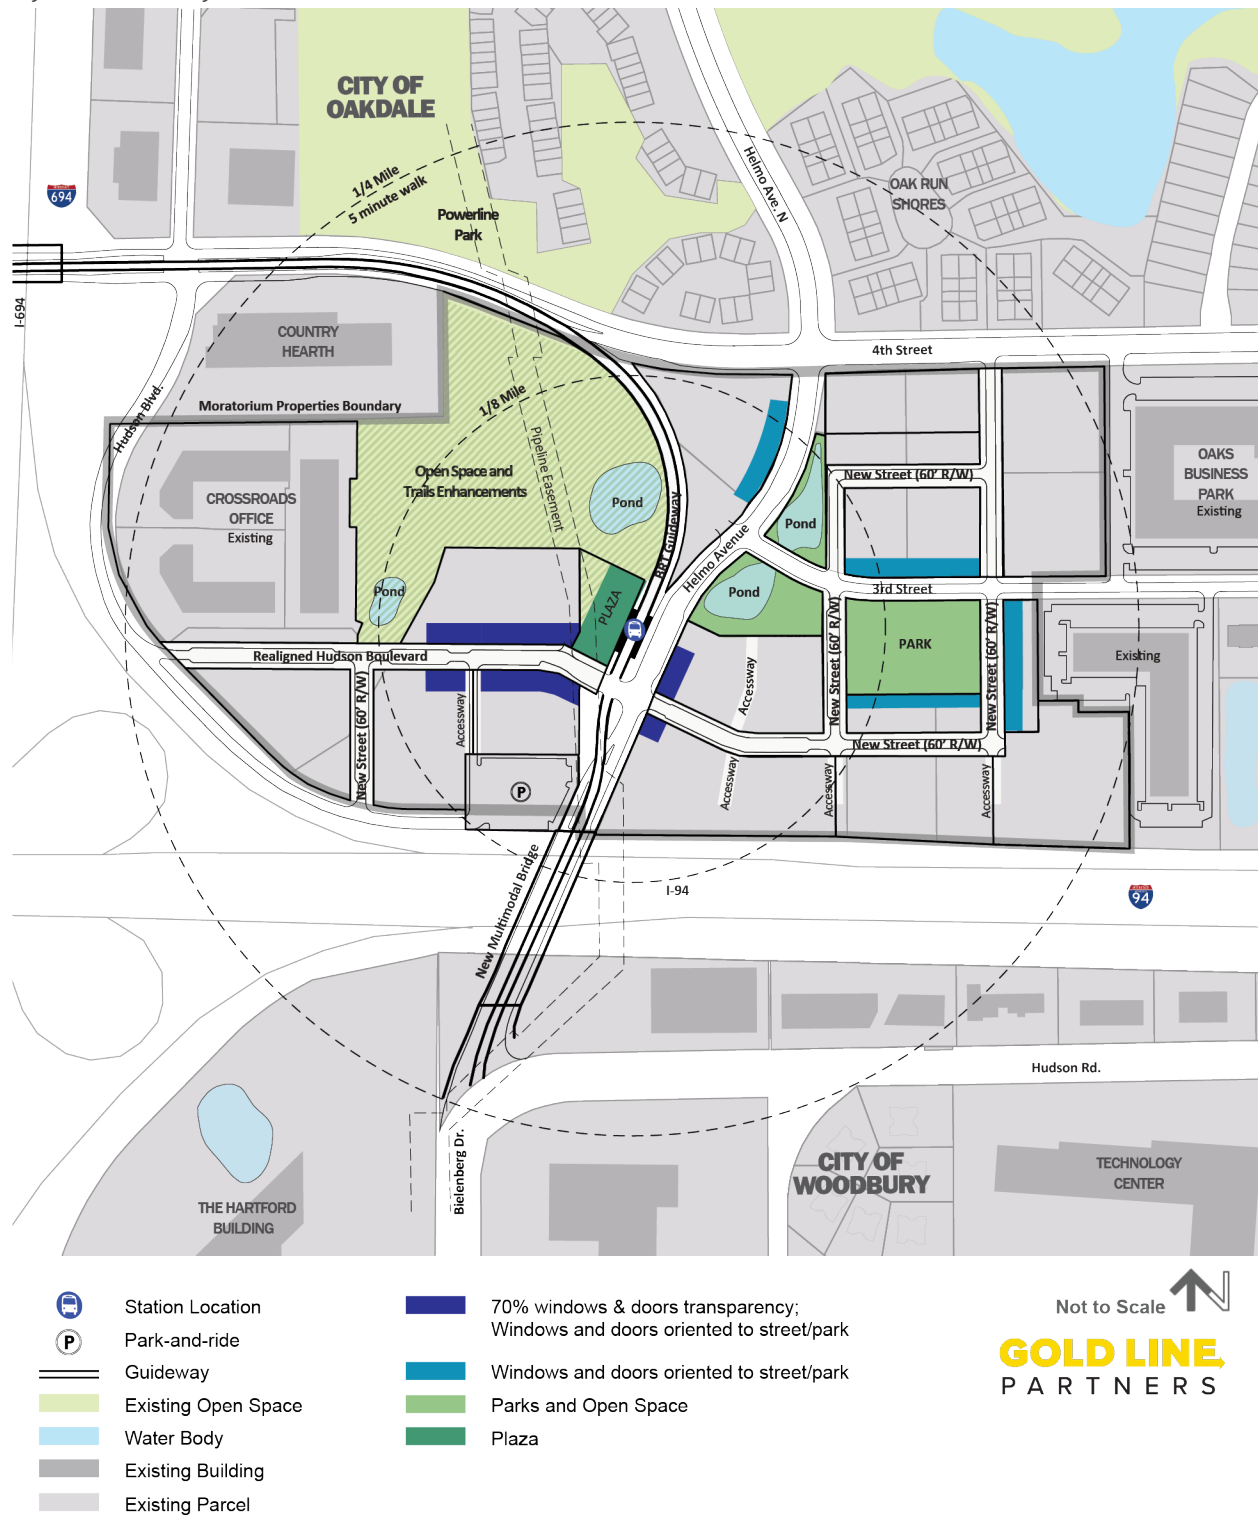 CITY OF
OAKDALE
1/4 Mile
5 minute walk
Powerline
Park
Helmo Ave. N
OAK RUN
SHORES
694
I-694
COUNTRY
HEARTH
4th Street
Hudson Blvd.
Moratorium Properties Boundary
1/8 Mile
Pipeline Easement
Open Space and
Trails Enhancements
Pond
BRT Guideway
CROSSROADS
OFFICE
Existing
New Street (60' R/W)
OAKS
BUSINESS
PARK
Existing
Pond
Helmo Avenue
Pond
Pond
PLAZA
3rd Street
PARK
New Street (60' R/W)
New Street (60' R/W)
Existing
Realigned Hudson Boulevard
New Street (60' R/W)
Accessway
Accessway
New Street (60' R/W)
Accessway
Accessway
Accessway
P
New Multimodal Bridge
I-94
94
Hudson Rd.
Bielenberg Dr.
CITY OF
WOODBURY
TECHNOLOGY
CENTER
THE HARTFORD
BUILDING
Station Location
P
Park-and-ride
Guideway
Existing Open Space
Water Body
Existing Building
Existing Parcel
70% windows & doors transparency;
Windows and doors oriented to street/park
Windows and doors oriented to street/park
Parks and Open Space
Plaza
N
Not to Scale
GOLD LINE
PARTNERS